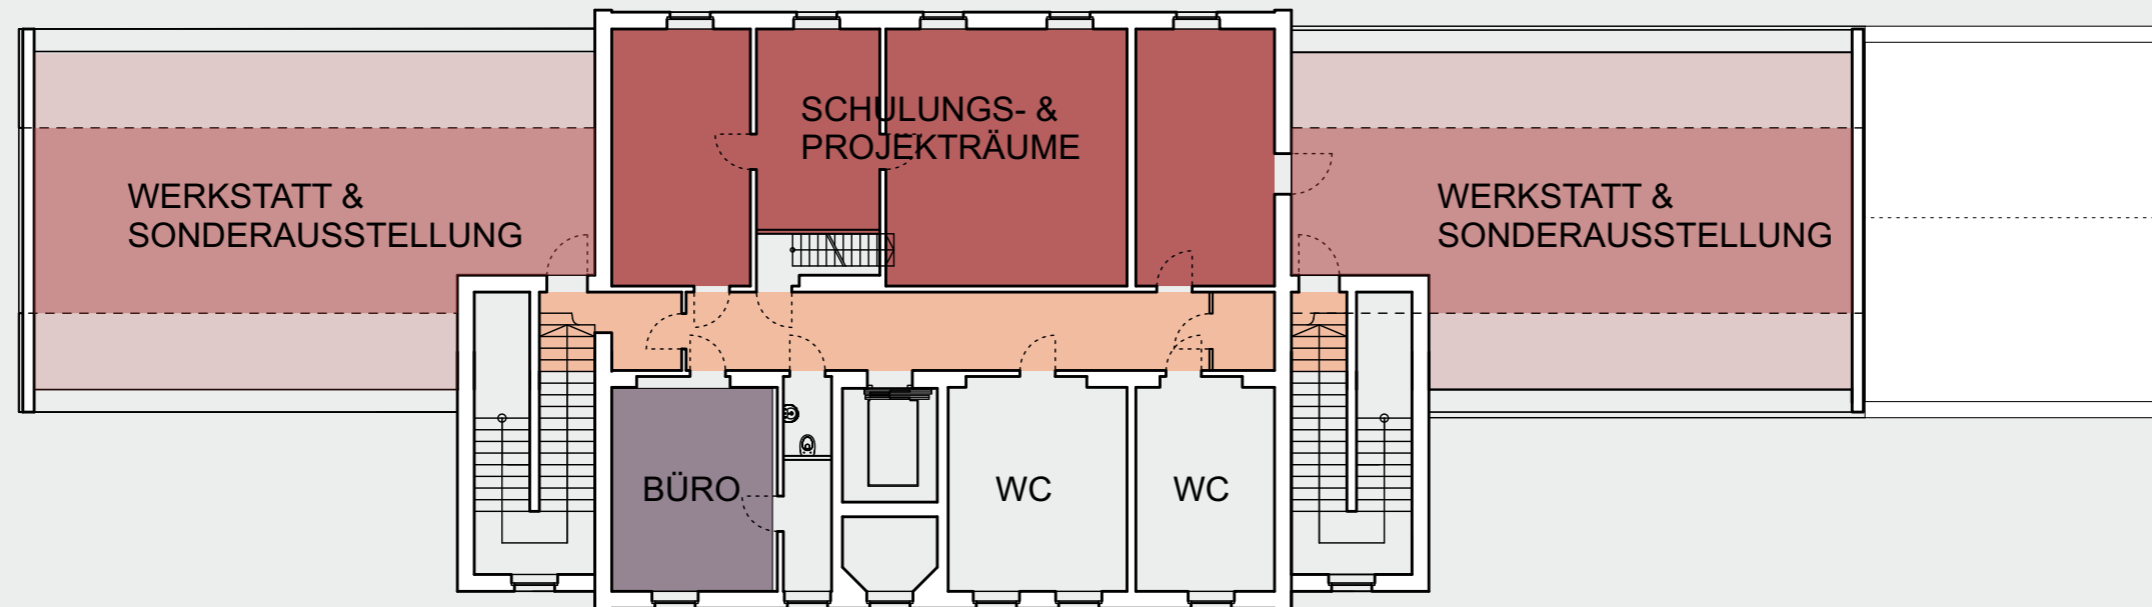 SCHULUNGS- &
PROJEKTRÄUME
WERKSTATT &
SONDERAUSSTELLUNG
WERKSTATT &
SONDERAUSSTELLUNG
BÜRO
WC
WC